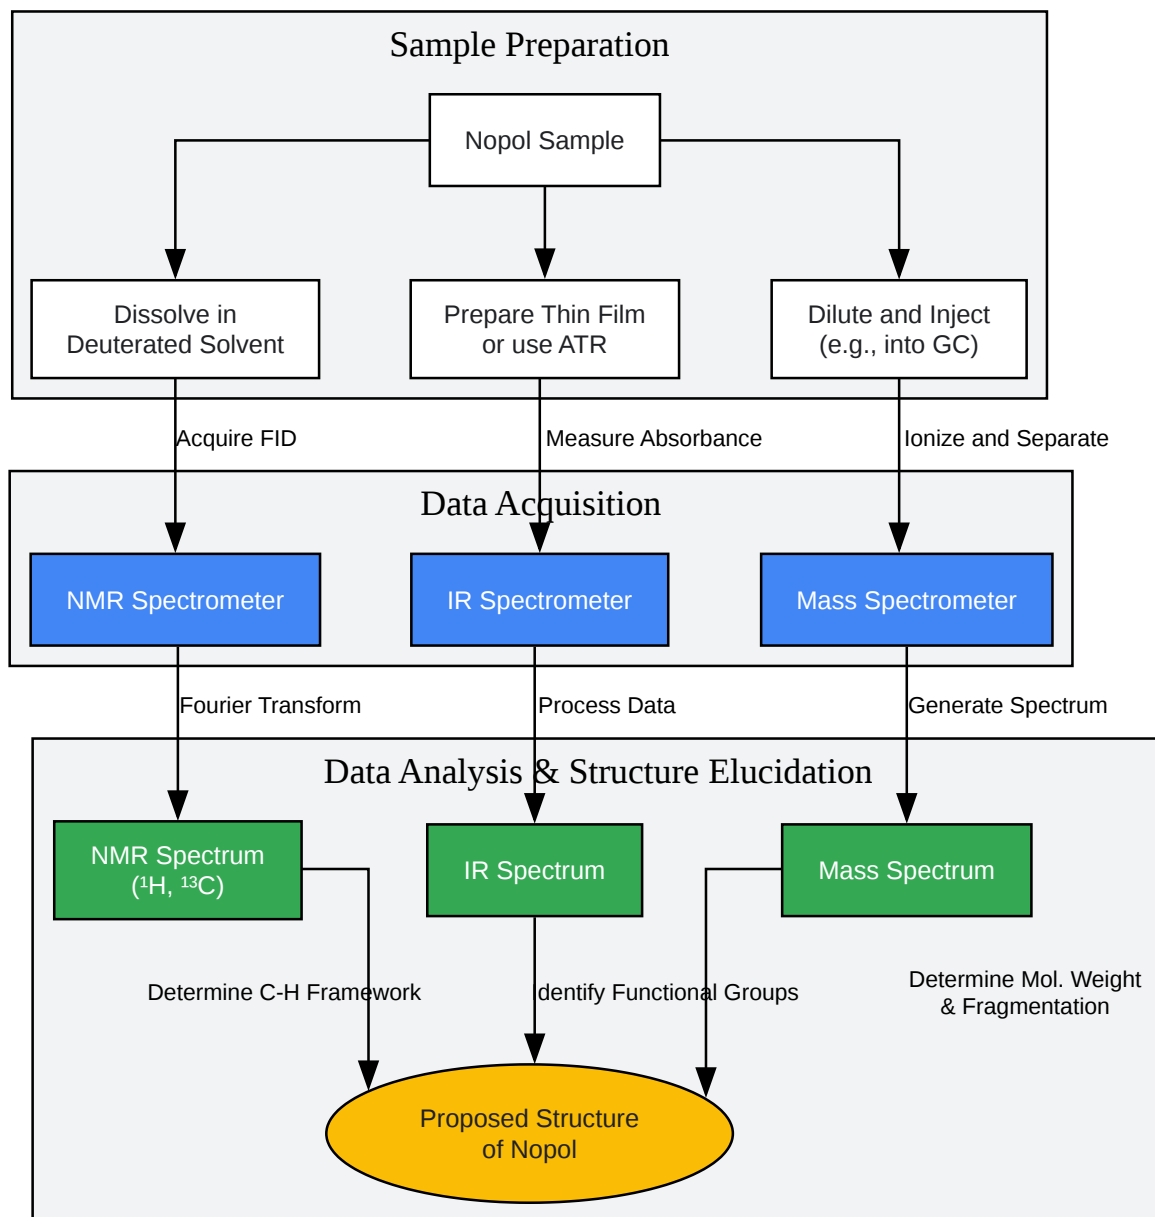 Sample Preparation
Nopol Sample
Dissolve in
Deuterated Solvent
Prepare Thin Film
or use ATR
Dilute and Inject
(e.g., into GC)
Acquire FID
Measure Absorbance
Ionize and Separate
Data Acquisition
NMR Spectrometer
IR Spectrometer
Mass Spectrometer
Fourier Transform
Process Data
Generate Spectrum
Data Analysis & Structure Elucidation
NMR Spectrum
(¹H, ¹³C)
IR Spectrum
Mass Spectrum
Determine C-H Framework
Identify Functional Groups
Determine Mol. Weight
& Fragmentation
Proposed Structure
of Nopol